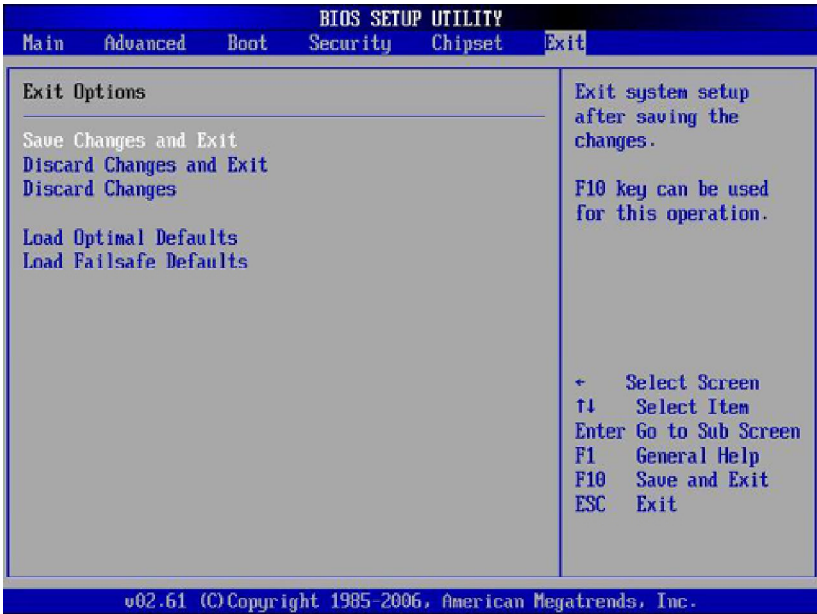 BIOS SETUP UTILITY
Main Advanced Boot Security Chipset Exit
Exit Options
Save Changes and Exit
Discard Changes and Exit
Discard Changes
Load Optimal Defaults
Load Failsafe Defaults
Exit system setup
after saving the
changes.
F10 key can be used
for this operation.
← Select Screen
↑↓ Select Item
Enter Go to Sub Screen
F1 General Help
F10 Save and Exit
ESC Exit
v02.61 (C)Copyright 1985-2006, American Megatrends, Inc.